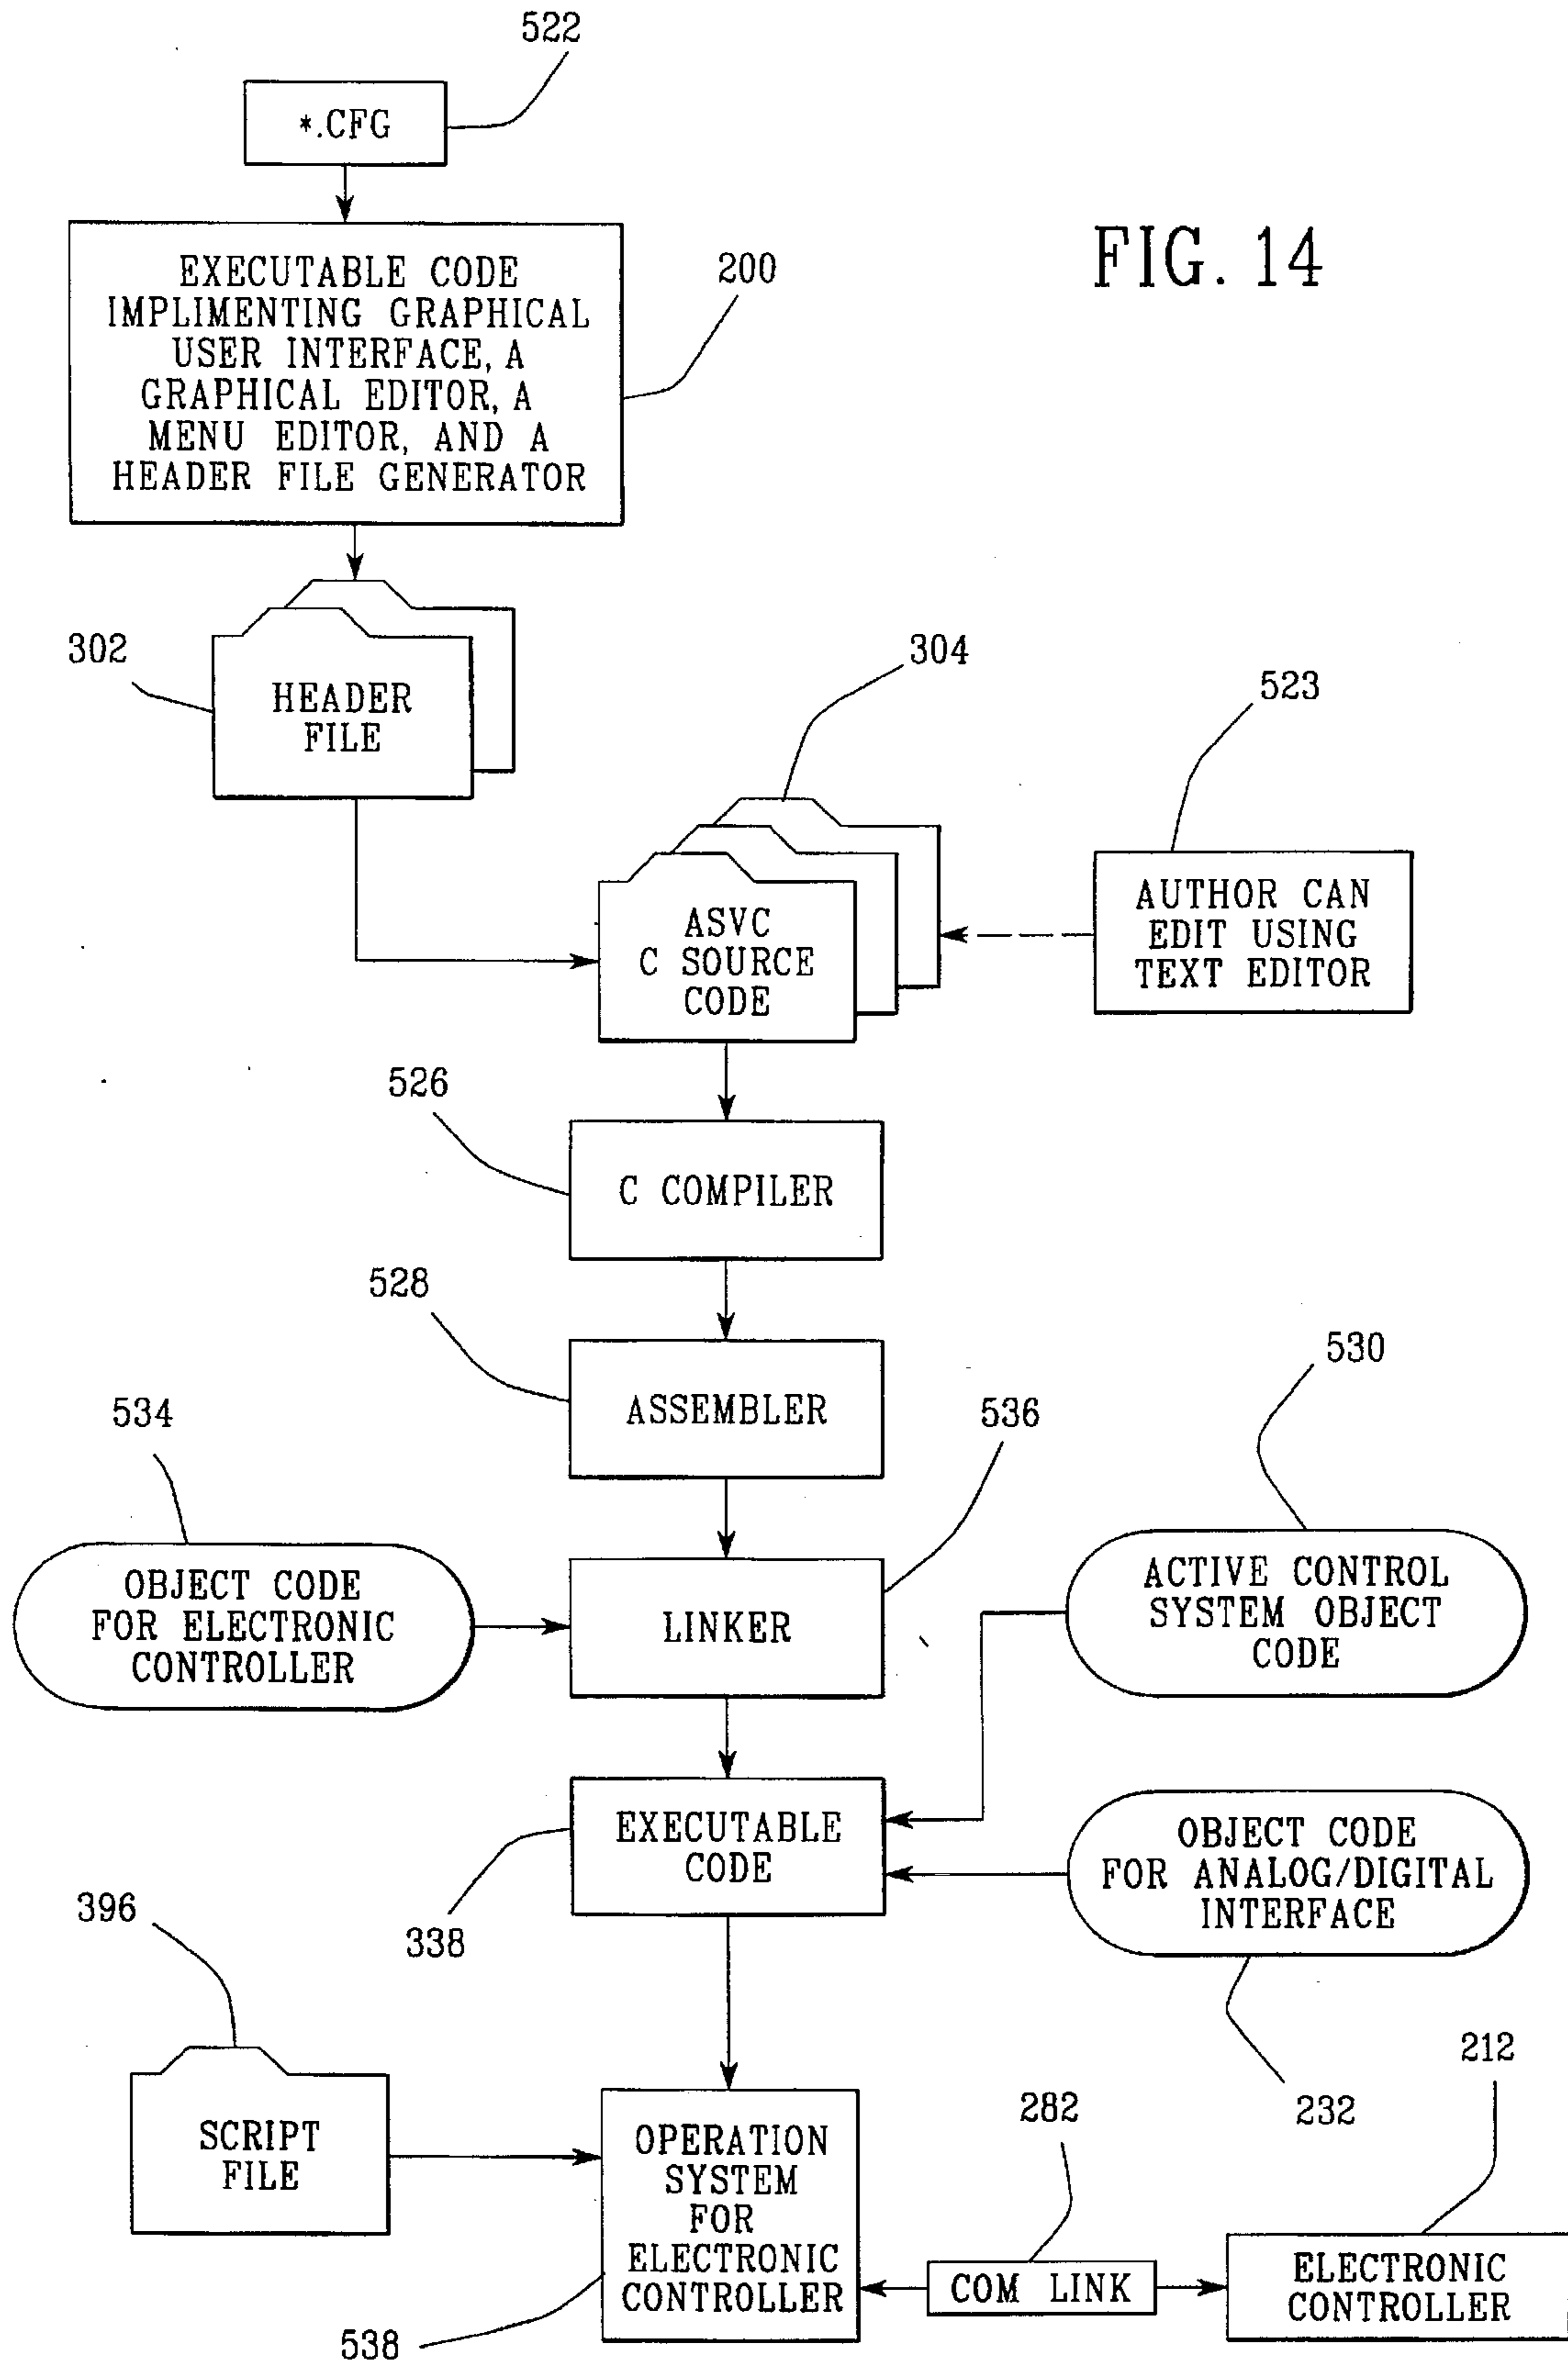 522
*.CFG
FIG. 14
200
EXECUTABLE CODE
IMPLIMENTING GRAPHICAL
USER INTERFACE, A
GRAPHICAL EDITOR, A
MENU EDITOR, AND A
HEADER FILE GENERATOR
302
HEADER
FILE
304
523
ASVC
C SOURCE
CODE
AUTHOR CAN
EDIT USING
TEXT EDITOR
526
C COMPILER
528
ASSEMBLER
530
534
536
OBJECT CODE
FOR ELECTRONIC
CONTROLLER
LINKER
ACTIVE CONTROL
SYSTEM OBJECT
CODE
338
EXECUTABLE
CODE
OBJECT CODE
FOR ANALOG/DIGITAL
INTERFACE
232
396
SCRIPT
FILE
OPERATION
SYSTEM
FOR
ELECTRONIC
CONTROLLER
538
282
COM LINK
212
ELECTRONIC
CONTROLLER